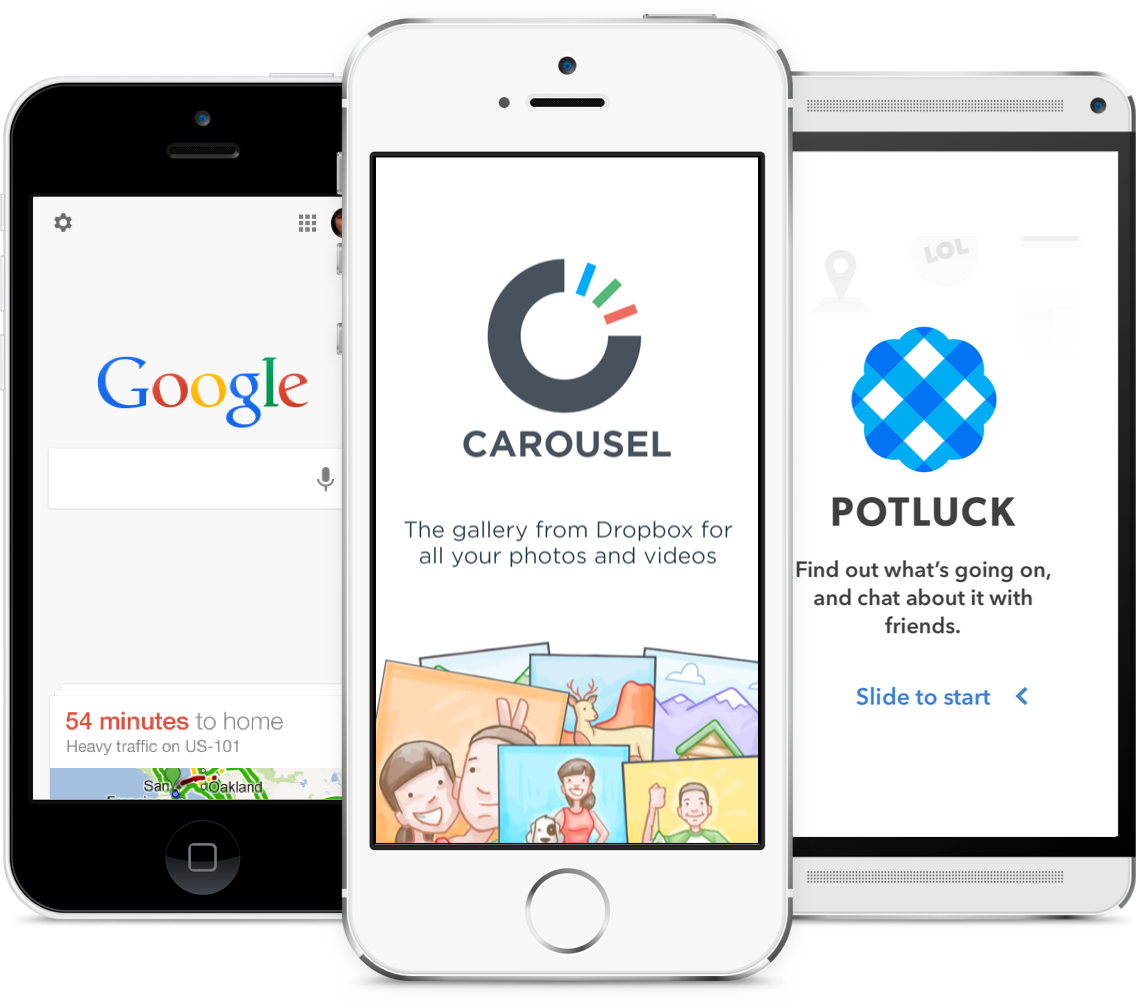 Google
54 minutes to home
Heavy traffic on US-101
San
Oakland
CAROUSEL
The gallery from Dropbox for
all your photos and videos
LOL
POTLUCK
Find out what's going on,
and chat about it with
friends.
Slide to start